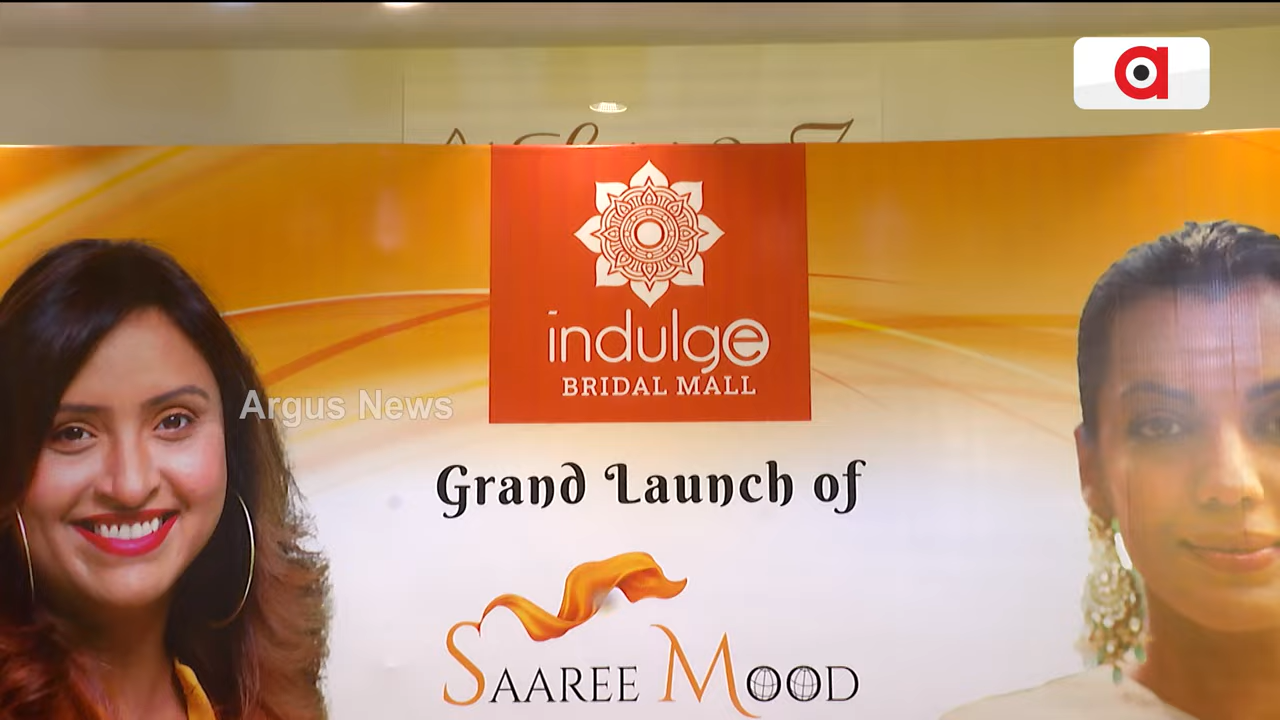 indulge
BRIDAL MALL
Argus News
Grand Launch of
SAAREE MOOD